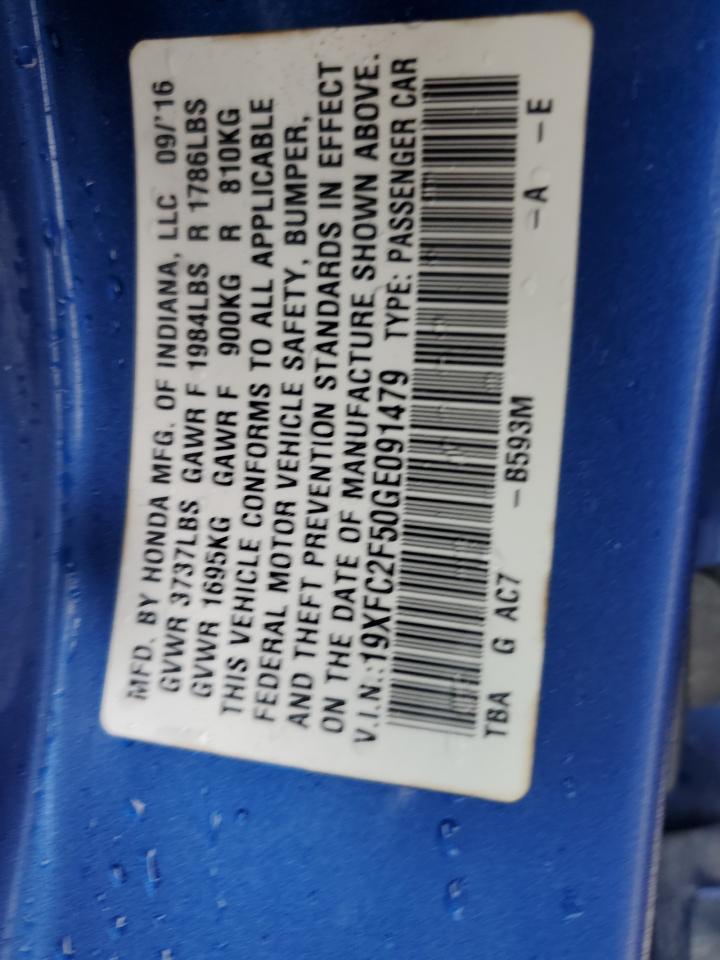 MFD. BY HONDA MFG. OF INDIANA, LLC 09/'16
GVWR 3737LBS GAWR F 1984LBS R 1786LBS
GVWR 1695KG GAWR F 900KG R 810KG
THIS VEHICLE CONFORMS TO ALL APPLICABLE
FEDERAL MOTOR VEHICLE SAFETY, BUMPER,
AND THEFT PREVENTION STANDARDS IN EFFECT
ON THE DATE OF MANUFACTURE SHOWN ABOVE.
V.I.N.:19XFC2F50GE091479 TYPE: PASSENGER CAR
TBA G AC7 -B593M -A -E